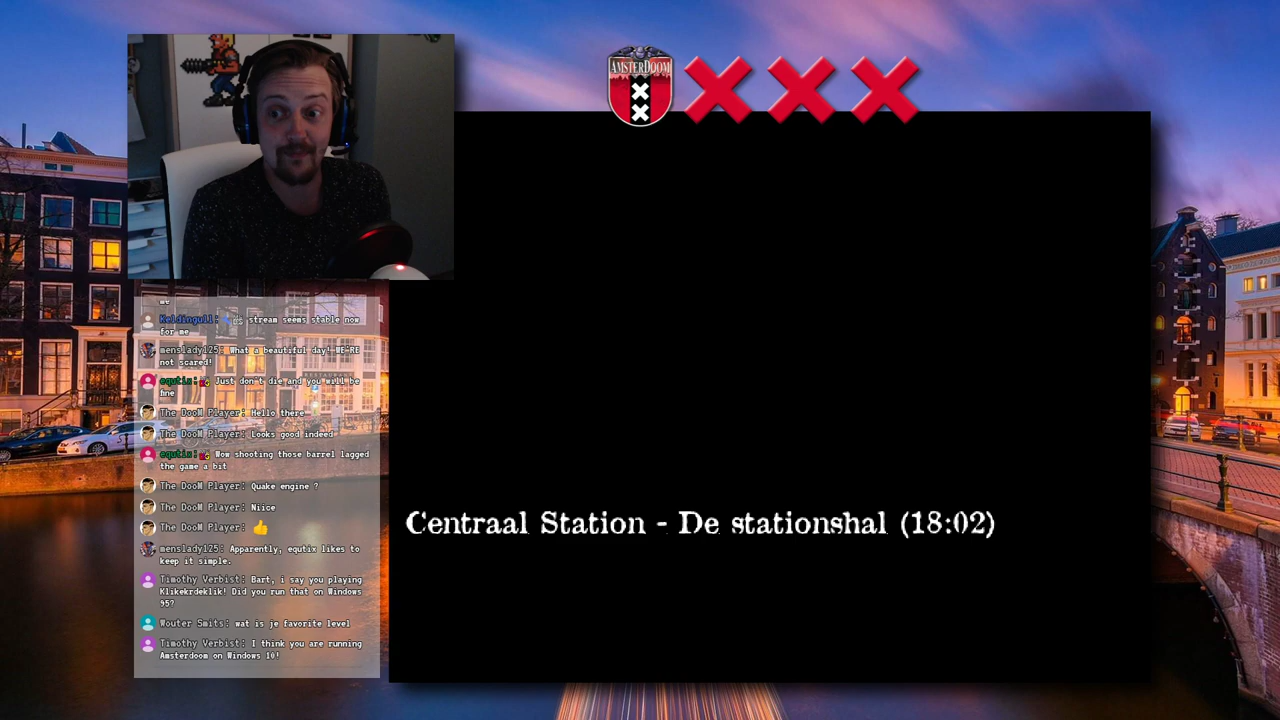 AMSTERDOOM
me
Keldingull: stream seems stable now
for me
menslady125: What a beautiful day! WE'RE
not scared!
equtix: Just don't die and you will be
fine
The DooM Player: Hello there
The DooM Player: Looks good indeed
equtix: Wow shooting those barrel lagged
the game a bit
The DooM Player: Quake engine ?
The DooM Player: Niice
The DooM Player: 👍
menslady125: Apparently, equtix likes to
keep it simple.
Timothy Verbist: Bart, i say you playing
Klikekrdeklik! Did you run that on Windows
95?
Wouter Smits: wat is je favorite level
Timothy Verbist: I think you are running
Amsterdoom on Windows 10!
Centraal Station - De stationshal (18:02)